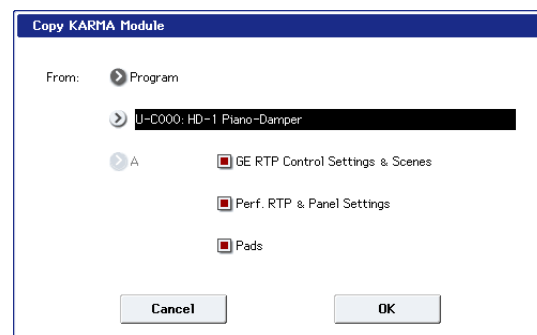 Copy KARMA Module
From: Program
U-C000: HD-1 Piano-Damper
A GE RTP Control Settings & Scenes
Perf. RTP & Panel Settings
Pads
Cancel OK